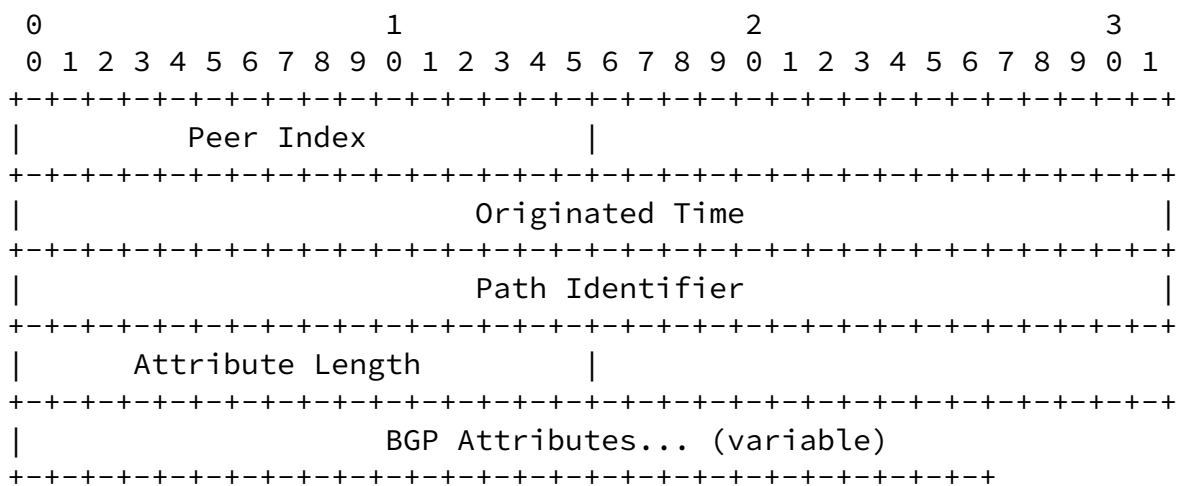 0                   1                   2                   3
 0 1 2 3 4 5 6 7 8 9 0 1 2 3 4 5 6 7 8 9 0 1 2 3 4 5 6 7 8 9 0 1
+-+-+-+-+-+-+-+-+-+-+-+-+-+-+-+-+-+-+-+-+-+-+-+-+-+-+-+-+-+-+-+-+
|         Peer Index            |
+-+-+-+-+-+-+-+-+-+-+-+-+-+-+-+-+-+-+-+-+-+-+-+-+-+-+-+-+-+-+-+-+
|                         Originated Time                       |
+-+-+-+-+-+-+-+-+-+-+-+-+-+-+-+-+-+-+-+-+-+-+-+-+-+-+-+-+-+-+-+-+
|                         Path Identifier                       |
+-+-+-+-+-+-+-+-+-+-+-+-+-+-+-+-+-+-+-+-+-+-+-+-+-+-+-+-+-+-+-+-+
|      Attribute Length         |
+-+-+-+-+-+-+-+-+-+-+-+-+-+-+-+-+-+-+-+-+-+-+-+-+-+-+-+-+-+-+-+-+
|                    BGP Attributes... (variable)
+-+-+-+-+-+-+-+-+-+-+-+-+-+-+-+-+-+-+-+-+-+-+-+-+-+-+-+